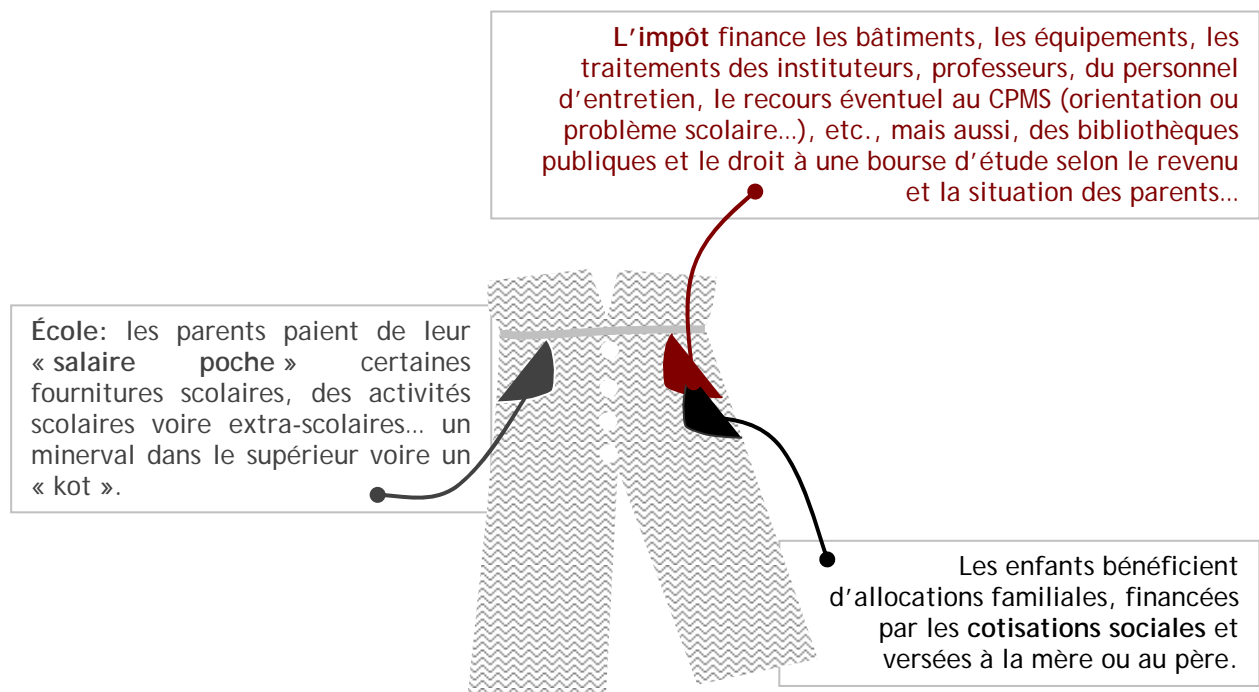 L’impôt finance les bâtiments, les équipements, les
traitements des instituteurs, professeurs, du personnel
d’entretien, le recours éventuel au CPMS (orientation ou
problème scolaire…), etc., mais aussi, des bibliothèques
publiques et le droit à une bourse d’étude selon le revenu
et la situation des parents…
École: les parents paient de leur
« salaire poche » certaines
fournitures scolaires, des activités
scolaires voire extra-scolaires… un
minerval dans le supérieur voire un
« kot ».
Les enfants bénéficient
d’allocations familiales, financées
par les cotisations sociales et
versées à la mère ou au père.